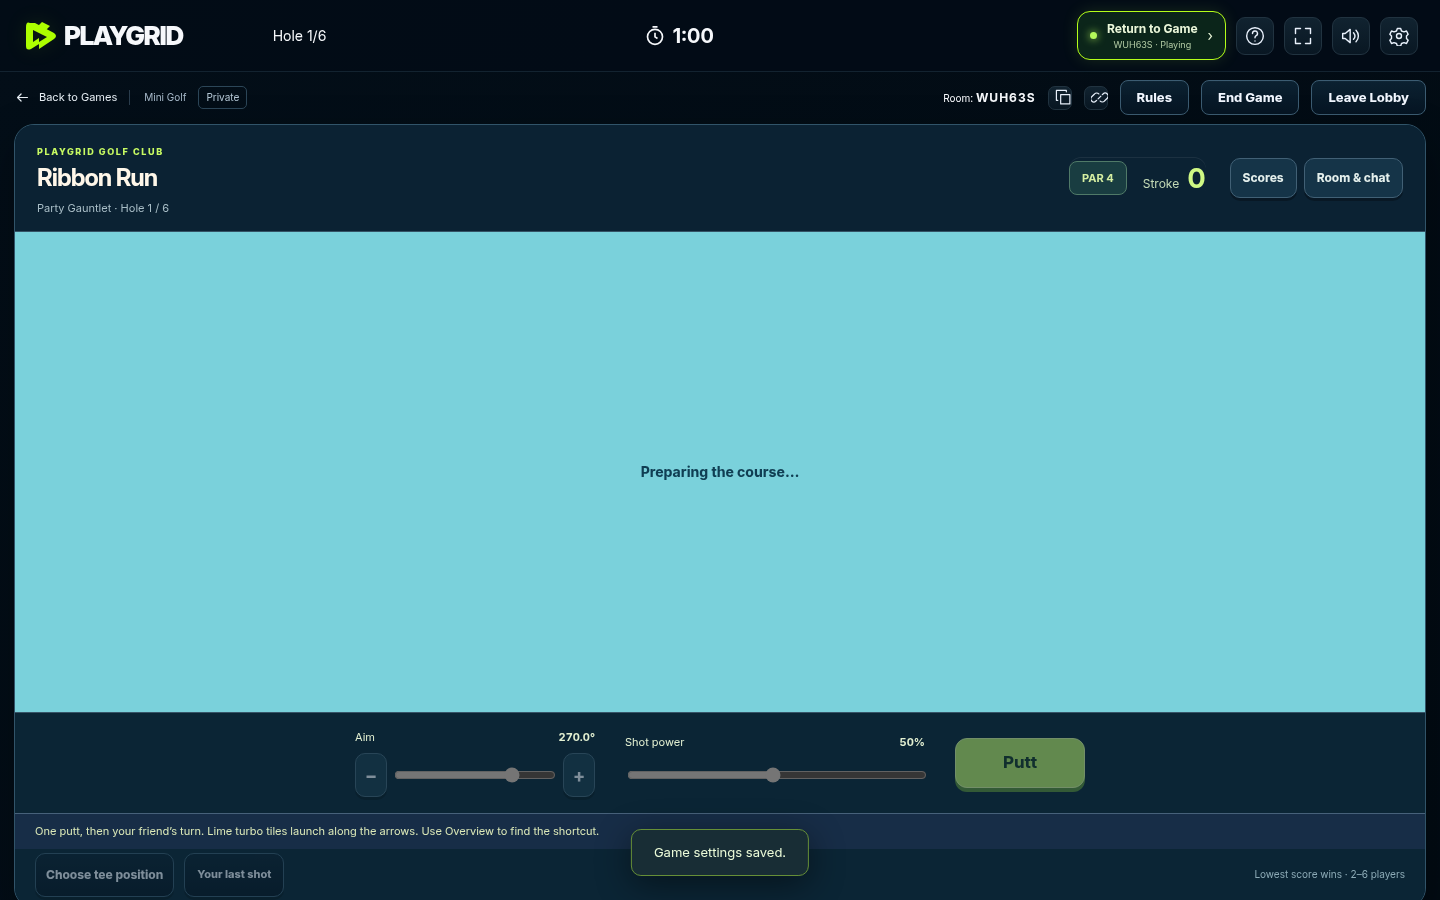 PLAYGRID
Hole 1/6
1:00
Return to Game
WUH63S · Playing
Back to Games
Mini Golf
Private
Room: WUH63S
Rules
End Game
Leave Lobby
PLAYGRID GOLF CLUB
Ribbon Run
Party Gauntlet · Hole 1 / 6
PAR 4
Stroke 0
Scores
Room & chat
Preparing the course…
Aim
270.0°
−
+
Shot power
50%
Putt
One putt, then your friend’s turn. Lime turbo tiles launch along the arrows. Use Overview to find the shortcut.
Game settings saved.
Choose tee position
Your last shot
Lowest score wins · 2–6 players